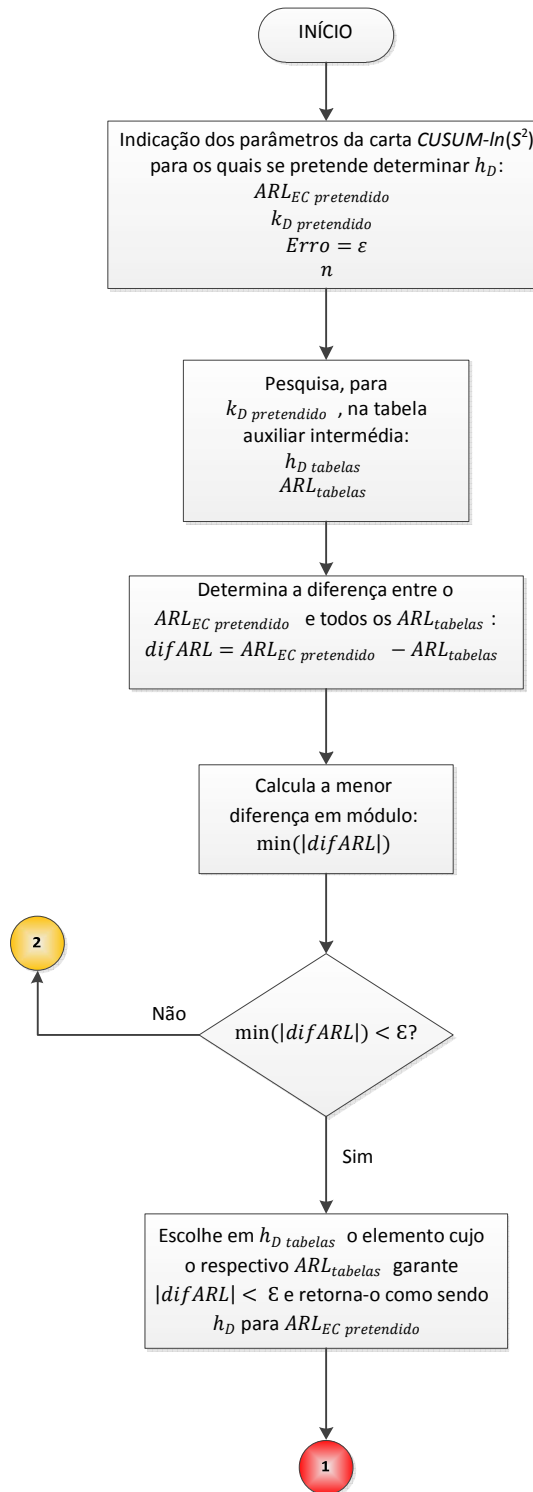 INÍCIO
Indicação dos parâmetros da carta CUSUM-ln(S²)
para os quais se pretende determinar h_D:
ARL_EC pretendido
k_D pretendido
Erro = ε
n
Pesquisa, para
k_D pretendido , na tabela
auxiliar intermédia:
h_D tabelas
ARL_tabelas
Determina a diferença entre o
ARL_EC pretendido e todos os ARL_tabelas :
difARL = ARL_EC pretendido − ARL_tabelas
Calcula a menor
diferença em módulo:
min(|difARL|)
2
Não
min(|difARL|) < Ɛ?
Sim
Escolhe em h_D tabelas o elemento cujo
o respectivo ARL_tabelas garante
|difARL| < Ɛ e retorna-o como sendo
h_D para ARL_EC pretendido
1